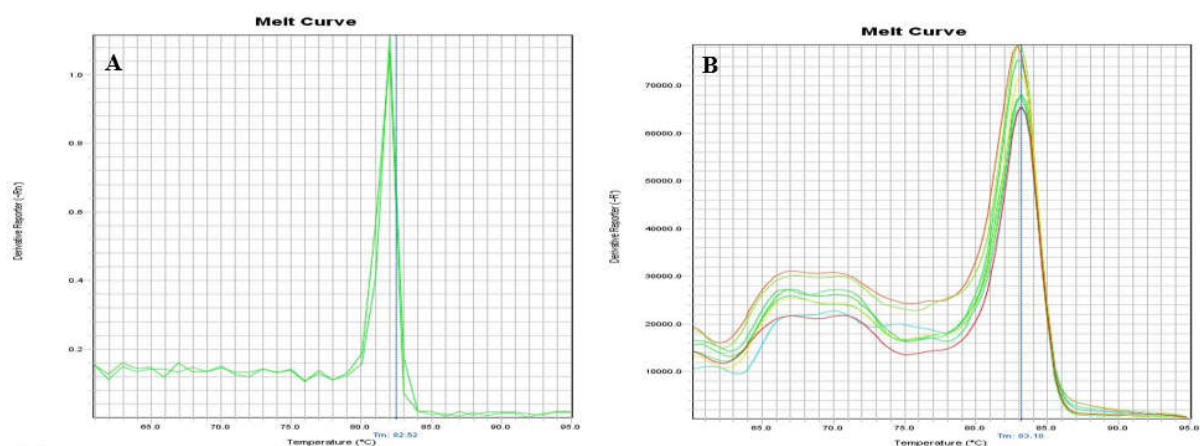 Melt Curve
A
1.0
0.8
0.6
0.4
0.2
Derivative Reporter (-Rn')
65.0 70.0 75.0 80.0 85.0 90.0 95.0
Tm: 82.52
Temperature (°C)
Melt Curve
B
70000.0
60000.0
50000.0
40000.0
30000.0
20000.0
10000.0
Derivative Reporter (-R')
65.0 70.0 75.0 80.0 85.0 90.0 95.0
Tm: 83.18
Temperature (°C)